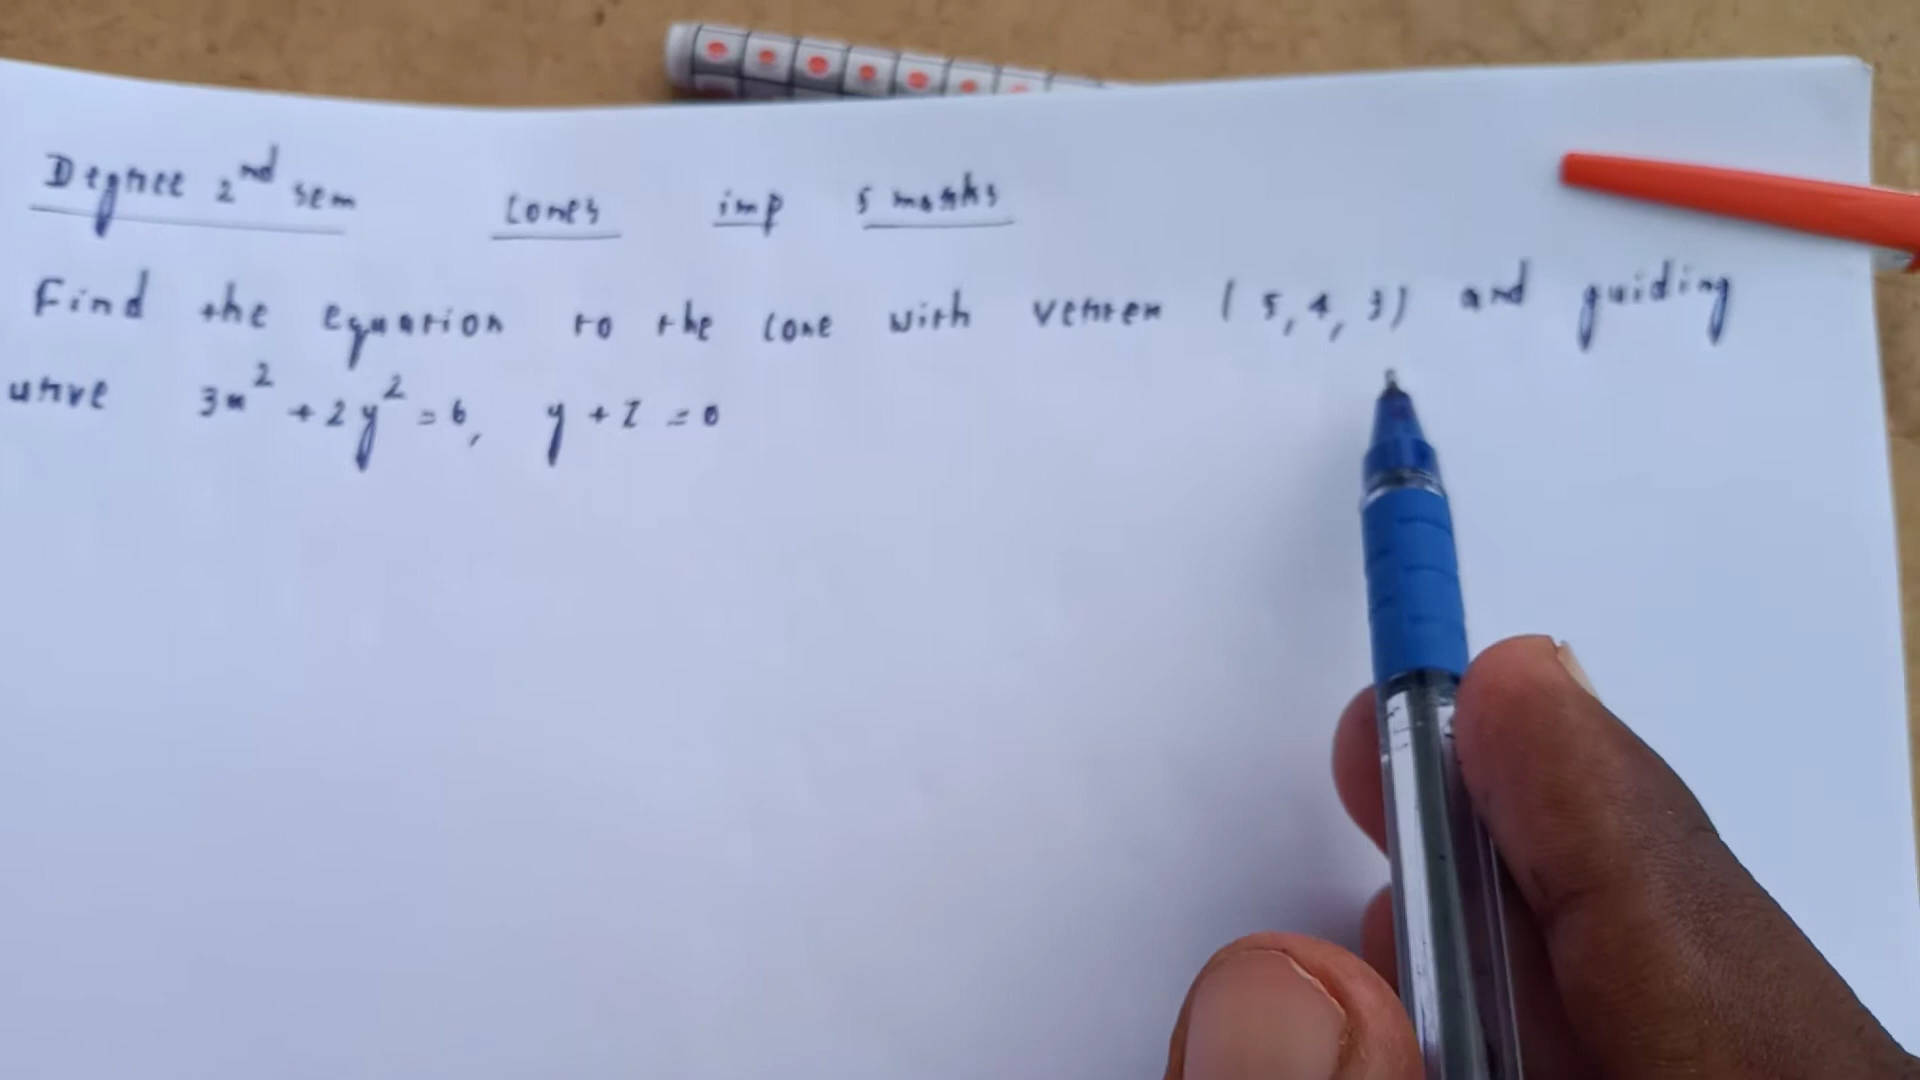 Degree 2nd sem cones imp 5 marks
Find the equation to the cone with vertex (5, 4, 3) and guiding
urve 3x² + 2y² = 6, y + z = 0